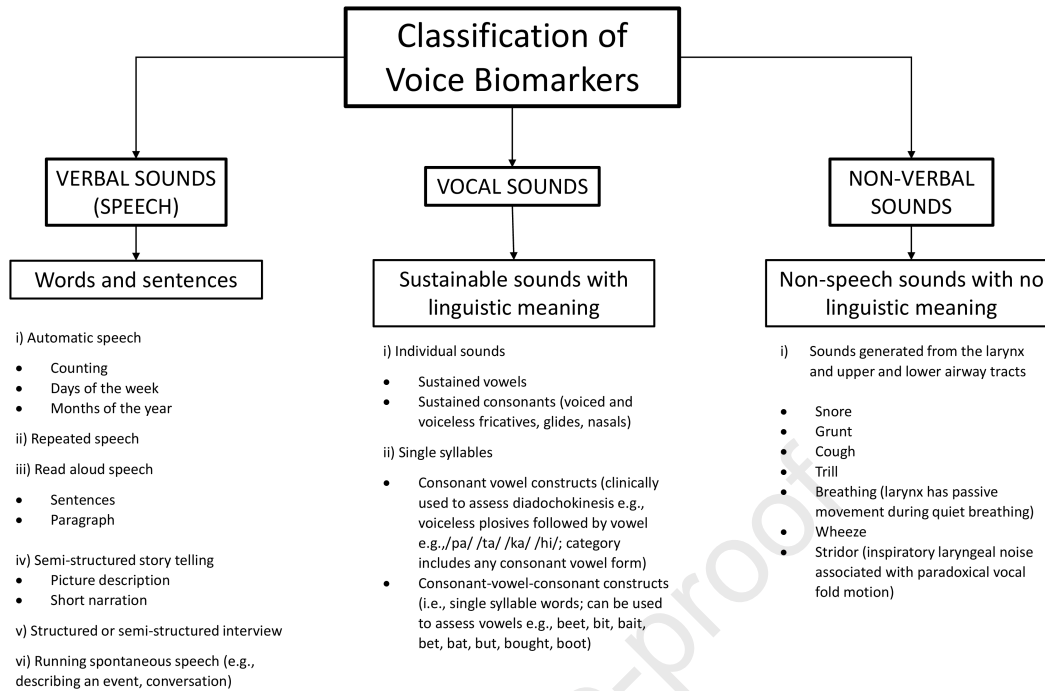 Classification of
Voice Biomarkers
VERBAL SOUNDS
(SPEECH)
Words and sentences
i) Automatic speech
• Counting
• Days of the week
• Months of the year
ii) Repeated speech
iii) Read aloud speech
• Sentences
• Paragraph
iv) Semi-structured story telling
• Picture description
• Short narration
v) Structured or semi-structured interview
vi) Running spontaneous speech (e.g.,
describing an event, conversation)
VOCAL SOUNDS
Sustainable sounds with
linguistic meaning
i) Individual sounds
• Sustained vowels
• Sustained consonants (voiced and
voiceless fricatives, glides, nasals)
ii) Single syllables
• Consonant vowel constructs (clinically
used to assess diadochokinesis e.g.,
voiceless plosives followed by vowel
e.g.,/pa/ /ta/ /ka/ /hi/; category
includes any consonant vowel form)
• Consonant-vowel-consonant constructs
(i.e., single syllable words; can be used
to assess vowels e.g., beet, bit, bait,
bet, bat, but, bought, boot)
NON-VERBAL
SOUNDS
Non-speech sounds with no
linguistic meaning
i) Sounds generated from the larynx
and upper and lower airway tracts
• Snore
• Grunt
• Cough
• Trill
• Breathing (larynx has passive
movement during quiet breathing)
• Wheeze
• Stridor (inspiratory laryngeal noise
associated with paradoxical vocal
fold motion)
-proof